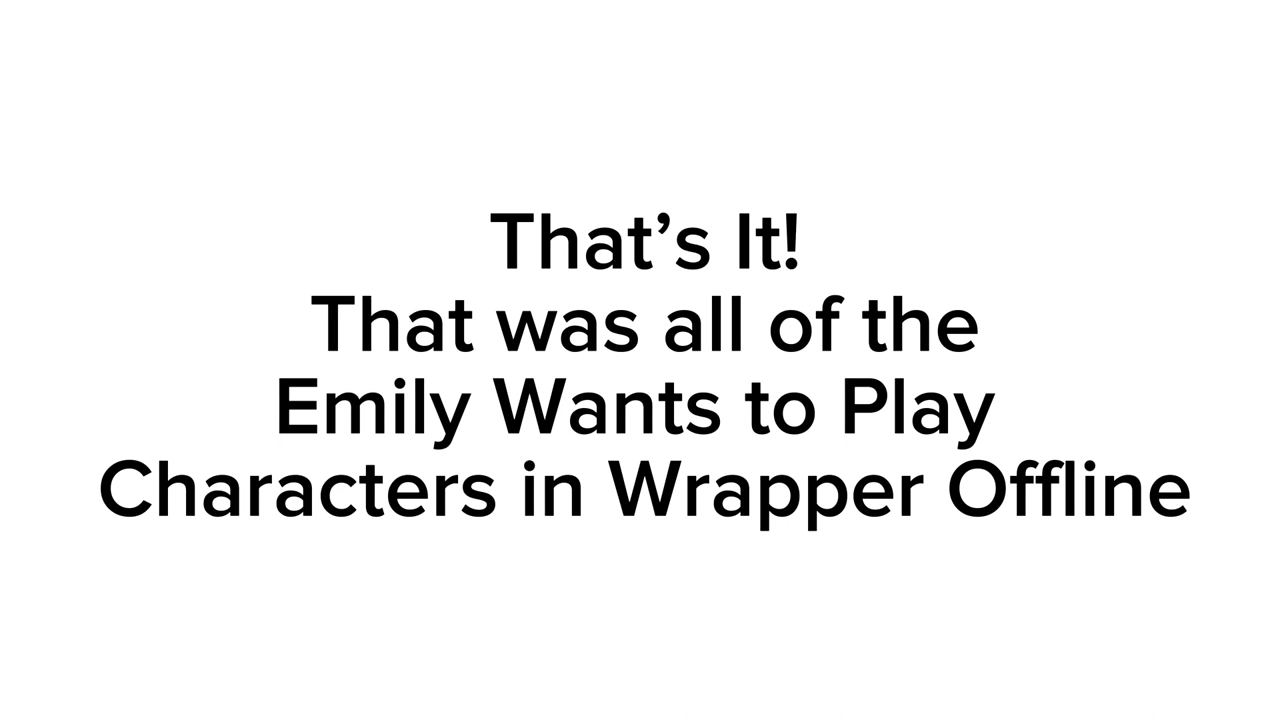 That’s It!
That was all of the
Emily Wants to Play
Characters in Wrapper Offline